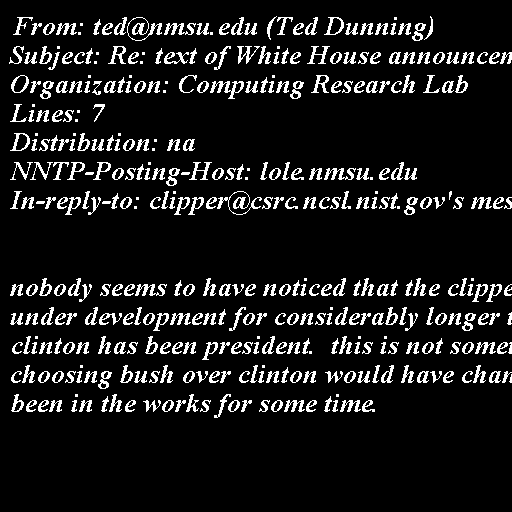 From: ted@nmsu.edu (Ted Dunning)
Subject: Re: text of White House announcem
Organization: Computing Research Lab
Lines: 7
Distribution: na
NNTP-Posting-Host: lole.nmsu.edu
In-reply-to: clipper@csrc.ncsl.nist.gov's mes
nobody seems to have noticed that the clippe
under development for considerably longer t
clinton has been president.  this is not somet
choosing bush over clinton would have chan
been in the works for some time.